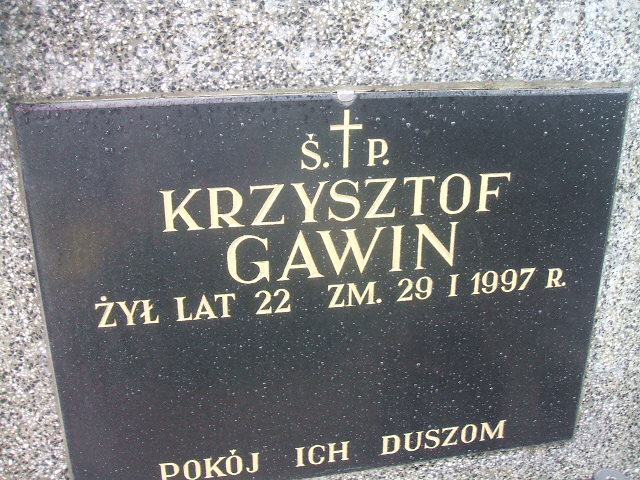 Ś. P.
KRZYSZTOF
GAWIN
ŻYŁ LAT 22 ZM. 29 I 1997 R.
POKÓJ ICH DUSZOM